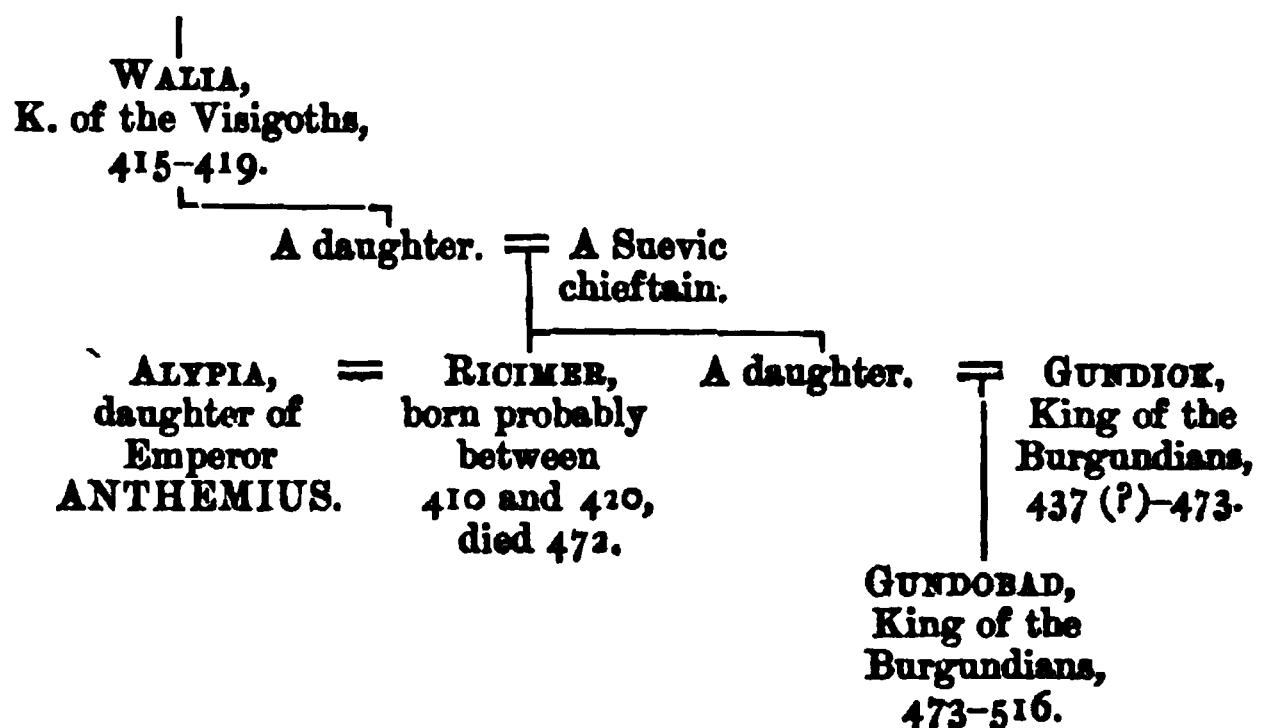 WALIA,
K. of the Visigoths,
415–419.
A daughter. = A Suevic
chieftain.
ALYPIA,
daughter of
Emperor
ANTHEMIUS.
=
RICIMER,
born probably
between
410 and 420,
died 472.
A daughter.
=
GUNDIOK,
King of the
Burgundians,
437 (?)–473.
GUNDOBAD,
King of the
Burgundians,
473–516.